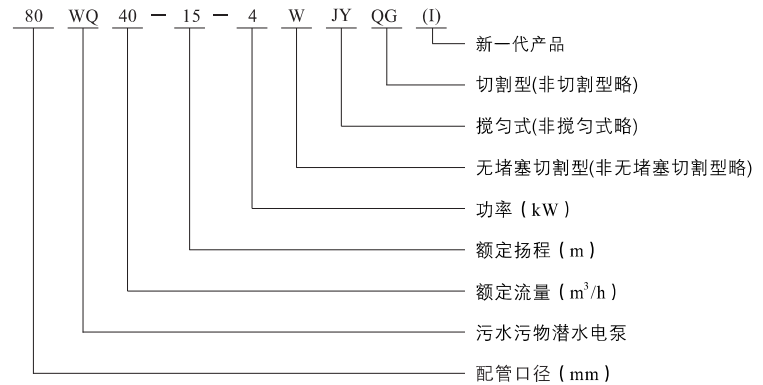 80 WQ 40 - 15 - 4 W JY QG (I)
新一代产品
切割型(非切割型略)
搅匀式(非搅匀式略)
无堵塞切割型(非无堵塞切割型略)
功率（kW）
额定扬程（m）
额定流量（m³/h）
污水污物潜水电泵
配管口径（mm）